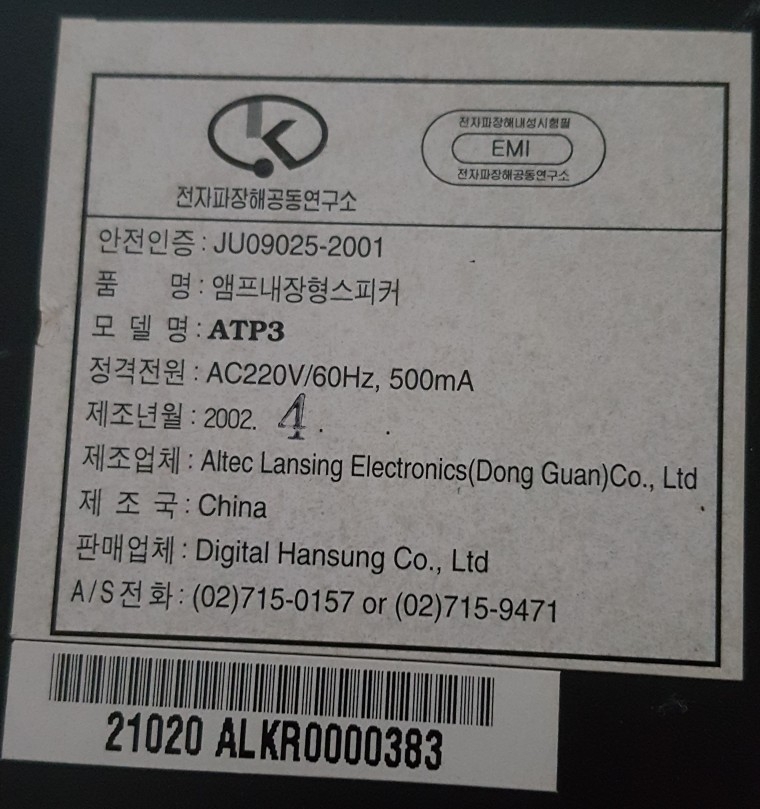 전자파장해공동연구소
전자파장해내성시험필
EMI
전자파장해공동연구소
안전인증 : JU09025-2001
품 명 : 앰프내장형스피커
모 델 명 : ATP3
정격전원 : AC220V/60Hz, 500mA
제조년월 : 2002. 1 .
제조업체 : Altec Lansing Electronics(Dong Guan)Co., Ltd
제 조 국 : China
판매업체 : Digital Hansung Co., Ltd
A/S전화 : (02)715-0157 or (02)715-9471
21020 ALKR0000383